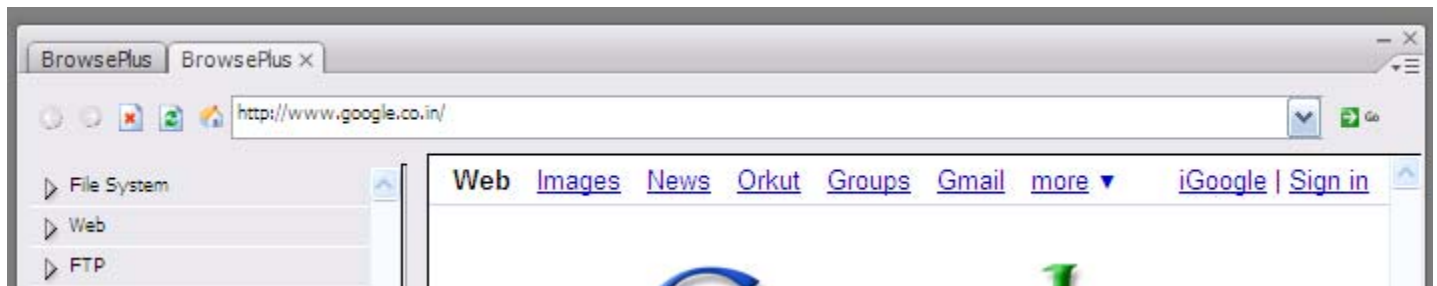 BrowsePlus BrowsePlus
http://www.google.co.in/ Go
File System
Web
FTP
Web Images News Orkut Groups Gmail more ▼ iGoogle | Sign in